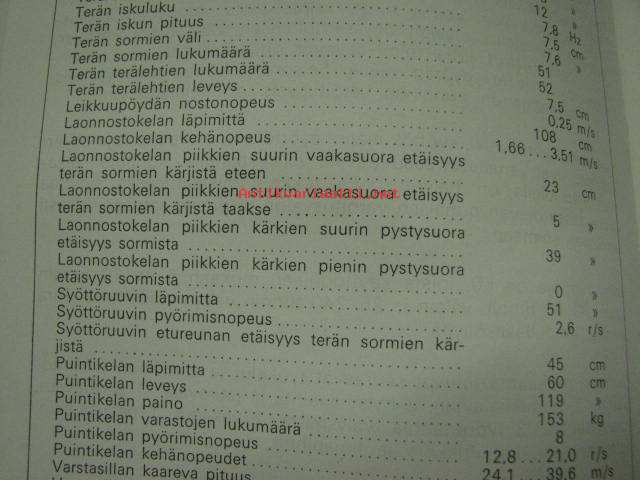 12 »
Terän iskuluku ........ 7,8 Hz
Terän iskun pituus ........ 7,5 cm
Terän sormien väli ........ 7,6 »
Terän sormien lukumäärä ........ 51
Terän terälehtien lukumäärä ........ 52
Terän terälehtien leveys ........ 7,5 cm
Leikkuupöydän nostonopeus ........ 0,25 m/s
Laonnostokelan läpimittä ........ 108 cm
Laonnostokelan kehänopeus ........ 1,66 ... 3,51 m/s
Laonnostokelan piikkien suurin vaakasuora etäisyys
terän sormien kärjistä eteen ........ 23 cm
Laonnostokelan piikkien suurin vaakasuora etäisyys
terän sormien kärjistä taakse ........ 5 »
Laonnostokelan piikkien kärkien suurin pystysuora
etäisyys sormista ........ 39 »
Laonnostokelan piikkien kärkien pienin pystysuora
etäisyys sormista ........ 0 »
Syöttöruuvin läpimitta ........ 51 »
Syöttöruuvin pyörimisnopeus ........ 2,6 r/s
Syöttöruuvin etureunan etäisyys terän sormien kär-
jistä ........ 45 cm
Puintikelan läpimitta ........ 60 cm
Puintikelan leveys ........ 119 »
Puintikelan paino ........ 153 kg
Puintikelan varastojen lukumäärä ........ 8
Puintikelan pyörimisnopeus ........ 12,8 ... 21,0 r/s
Puintikelan kehänopeudet ........ 24,1 ... 39,6 m/s
Varstasillan kaareva pituus